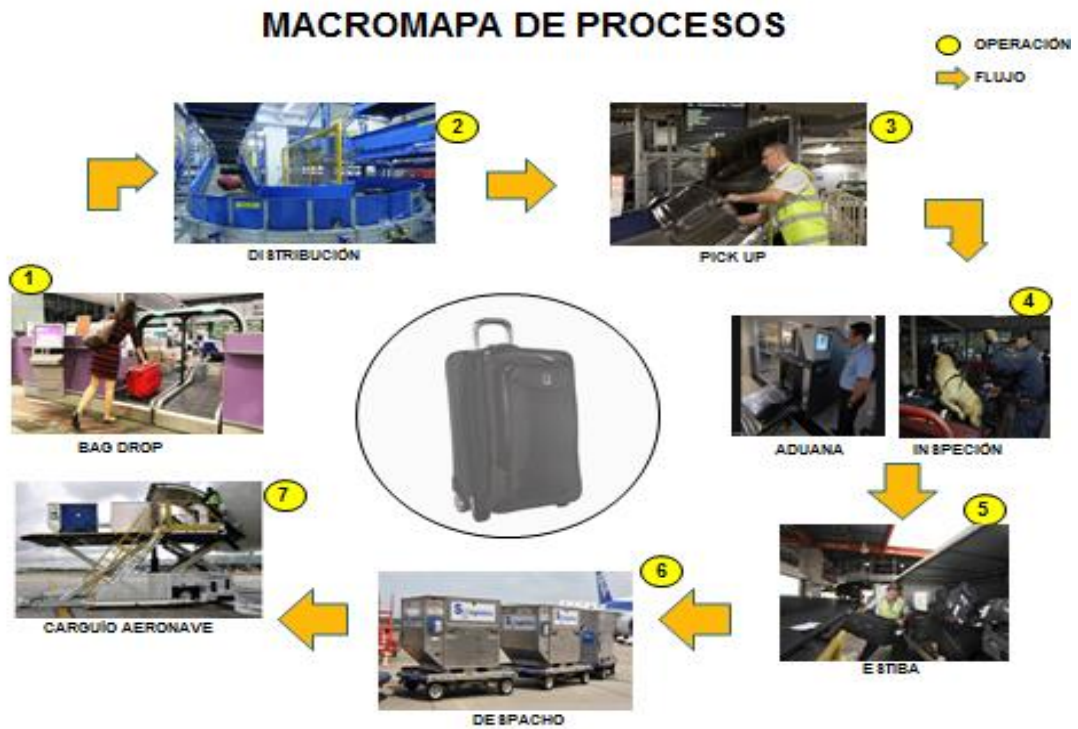 MACROMAPA DE PROCESOS
OPERACIÓN
FLUJO
2
DISTRIBUCIÓN
3
PICK UP
1
BAG DROP
4
ADUANA
INSPECIÓN
7
CARGUÍO AERONAVE
6
DESPACHO
5
ESTIBA